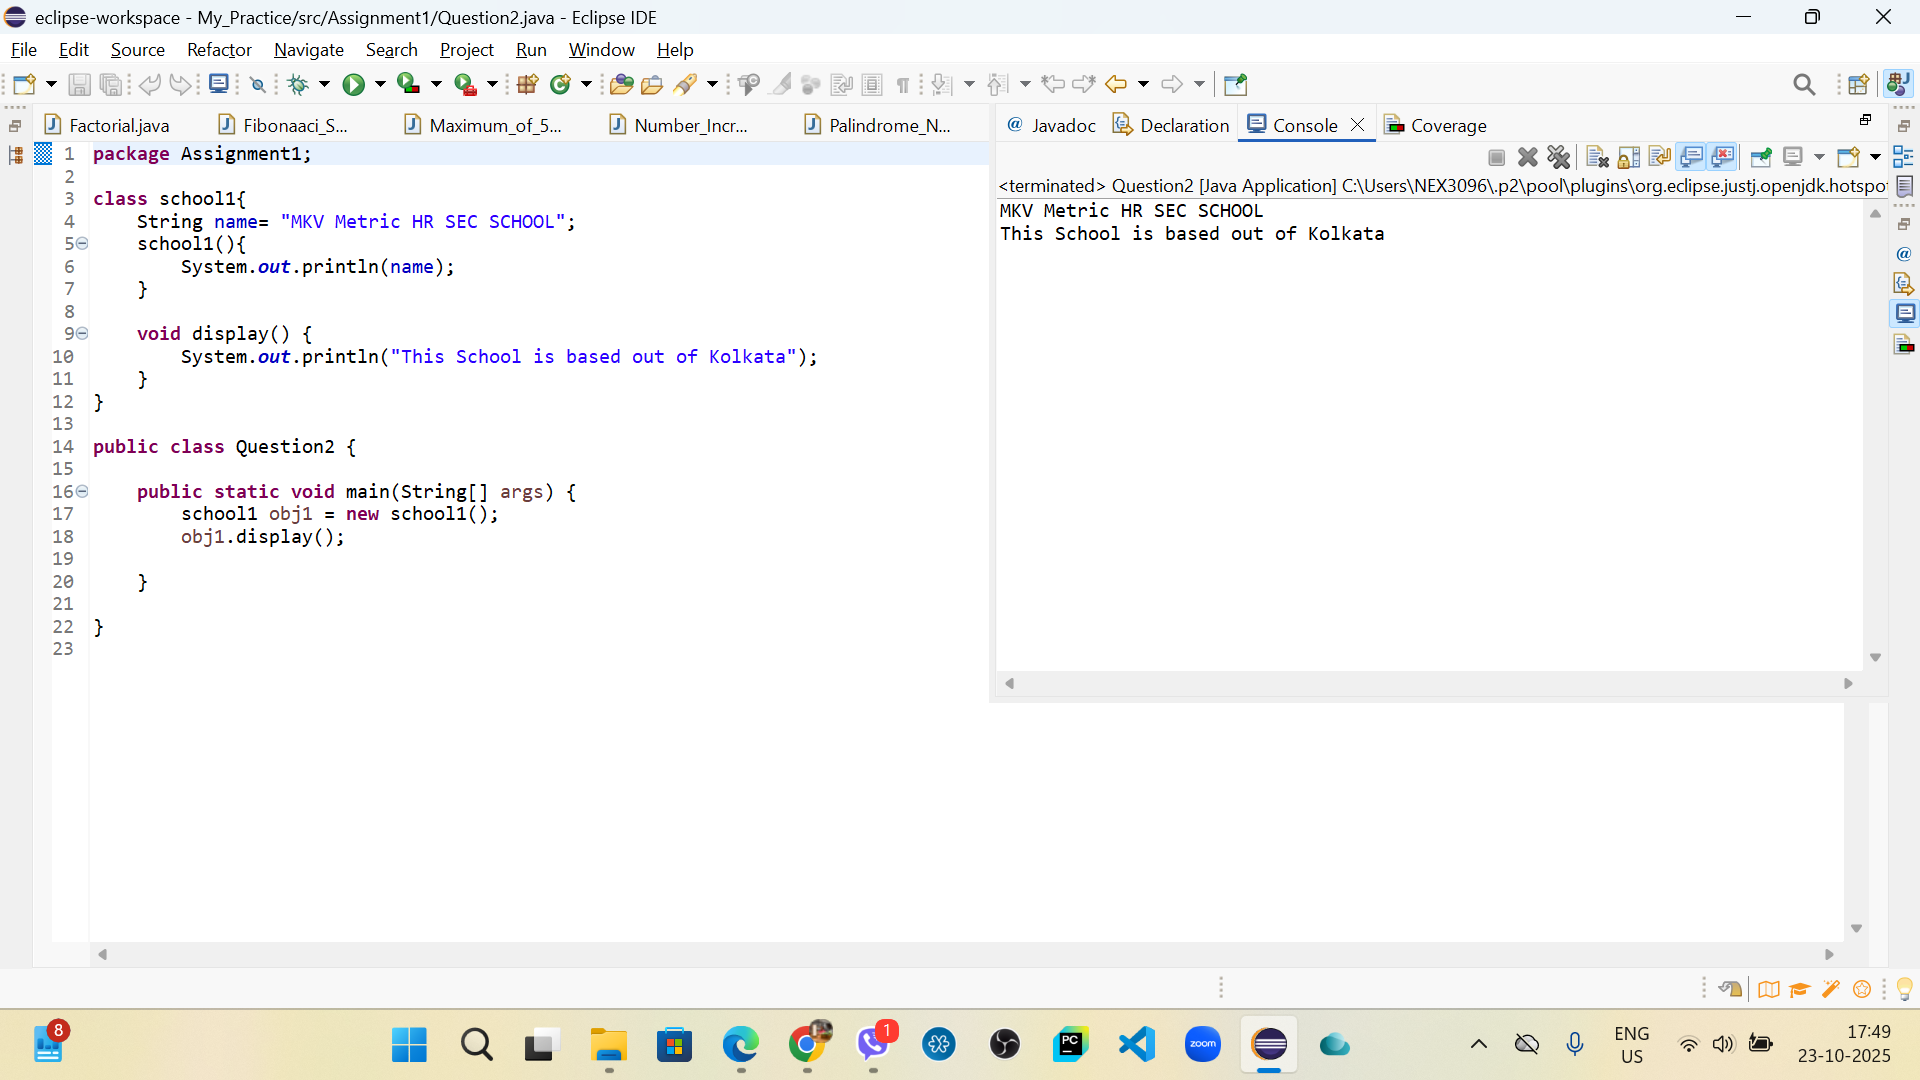 eclipse-workspace - My_Practice/src/Assignment1/Question2.java - Eclipse IDE
File Edit Source Refactor Navigate Search Project Run Window Help
Factorial.java Fibonaaci_S... Maximum_of_5... Number_Incr... Palindrome_N...
@ Javadoc Declaration Console Coverage
<terminated> Question2 [Java Application] C:\Users\NEX3096\.p2\pool\plugins\org.eclipse.justj.openjdk.hotspo
MKV Metric HR SEC SCHOOL
This School is based out of Kolkata
1 package Assignment1;
2
3 class school1{
4 String name= "MKV Metric HR SEC SCHOOL";
5 school1(){
6 System.out.println(name);
7 }
8
9 void display() {
10 System.out.println("This School is based out of Kolkata");
11 }
12 }
13
14 public class Question2 {
15
16 public static void main(String[] args) {
17 school1 obj1 = new school1();
18 obj1.display();
19
20 }
21
22 }
23
8
1
PC
zoom
ENG
US
17:49
23-10-2025